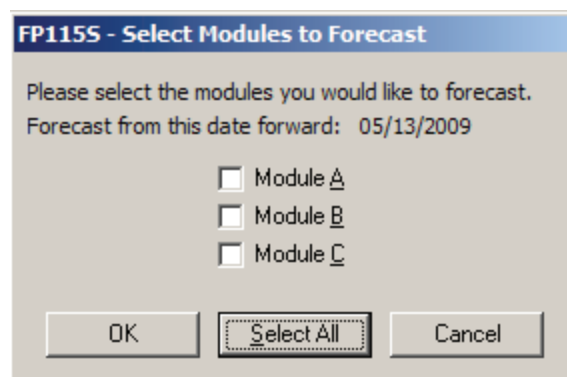 FP115S - Select Modules to Forecast
Please select the modules you would like to forecast.
Forecast from this date forward: 05/13/2009
Module A
Module B
Module C
OK Select All Cancel